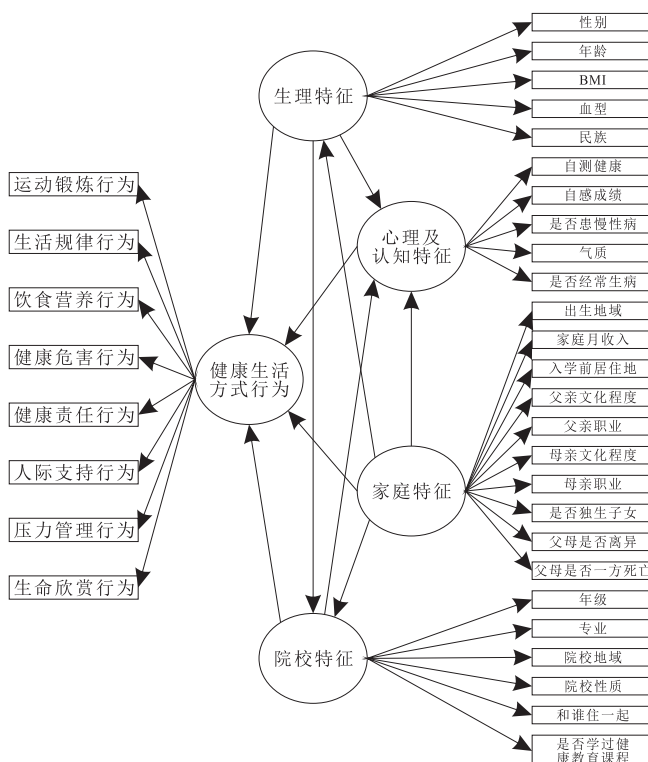 性别
年龄
BMI
血型
民族
生理特征
自测健康
自感成绩
是否患慢性病
气质
是否经常生病
心理及
认知特征
运动锻炼行为
生活规律行为
饮食营养行为
健康危害行为
健康责任行为
人际支持行为
压力管理行为
生命欣赏行为
健康生活
方式行为
出生地域
家庭月收入
入学前居住地
父亲文化程度
父亲职业
母亲文化程度
母亲职业
是否独生子女
父母是否离异
父母是否一方死亡
家庭特征
年级
专业
院校地域
院校性质
和谁住一起
是否学过健
康教育课程
院校特征